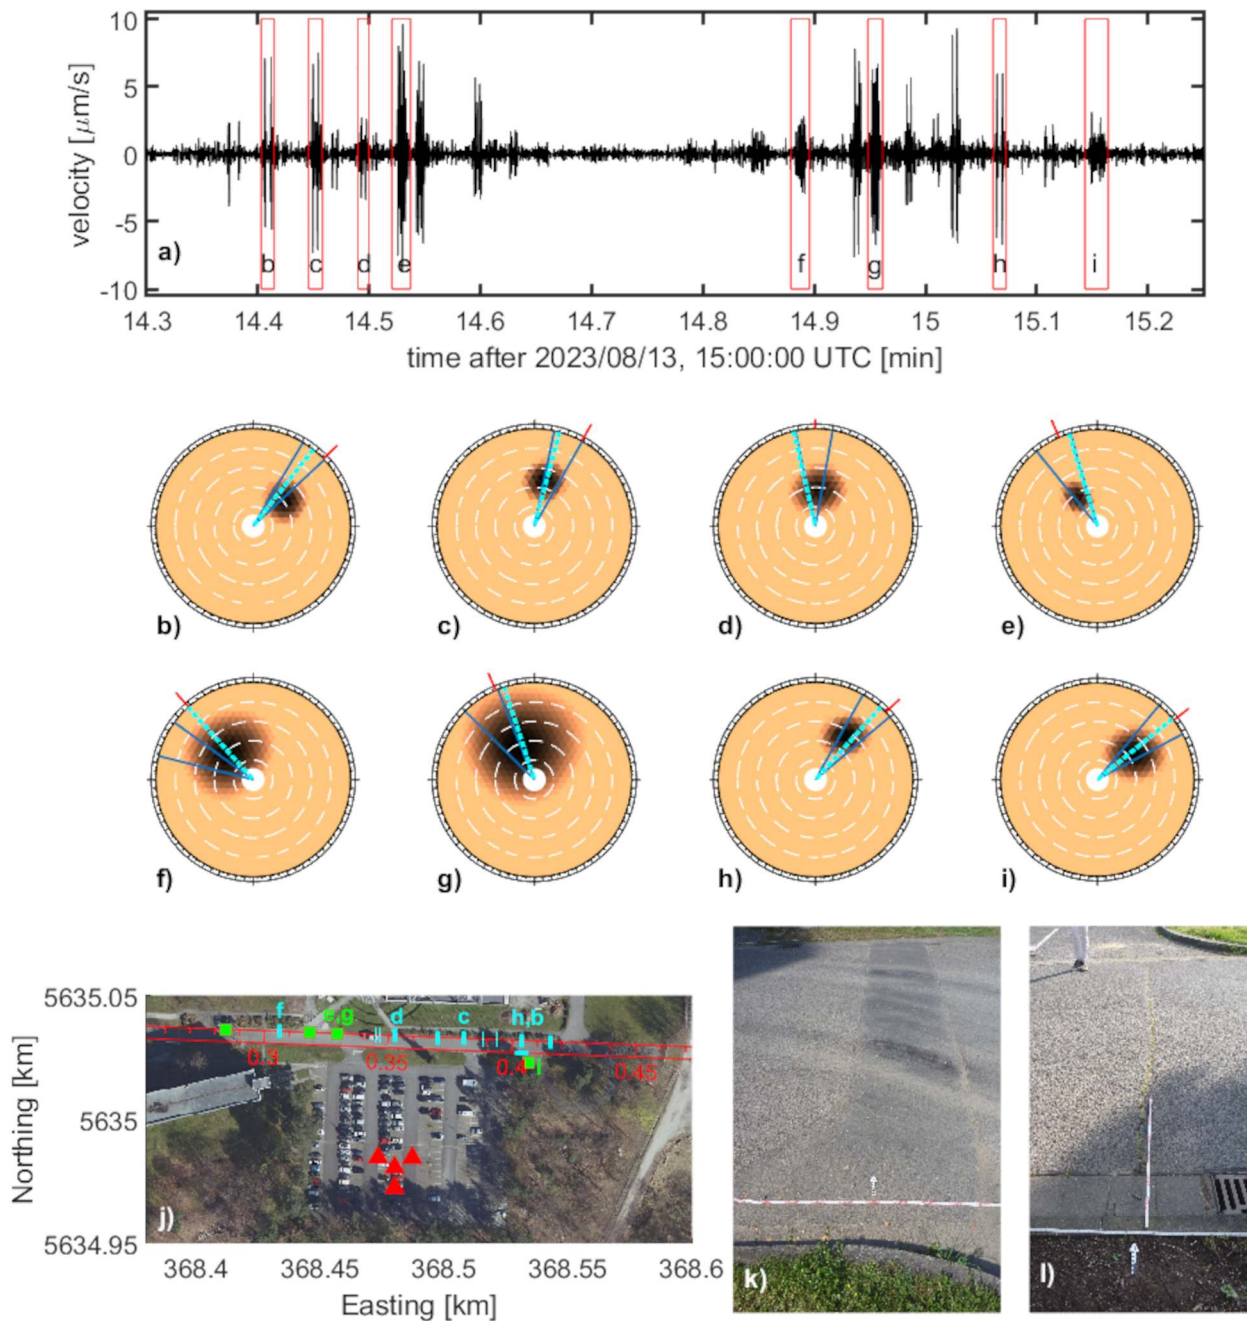 10
5
0
-5
-10
velocity [μm/s]
a)
b
c
d
e
f
g
h
i
14.3
14.4
14.5
14.6
14.7
14.8
14.9
15
15.1
15.2
time after 2023/08/13, 15:00:00 UTC [min]
b)
c)
d)
e)
f)
g)
h)
i)
5635.05
5635
5634.95
Northing [km]
f
e,g
d
c
h,b
i
0.3
0.35
0.4
0.45
j)
368.4
368.45
368.5
368.55
368.6
Easting [km]
k)
l)